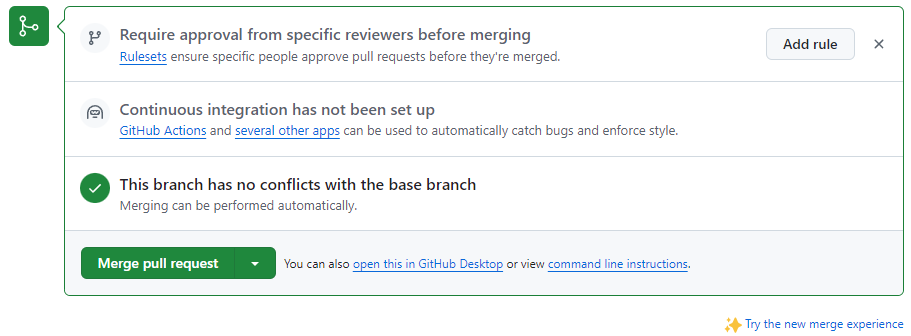 Require approval from specific reviewers before merging
Rulesets ensure specific people approve pull requests before they're merged.
Add rule
Continuous integration has not been set up
GitHub Actions and several other apps can be used to automatically catch bugs and enforce style.
This branch has no conflicts with the base branch
Merging can be performed automatically.
Merge pull request
You can also open this in GitHub Desktop or view command line instructions.
Try the new merge experience